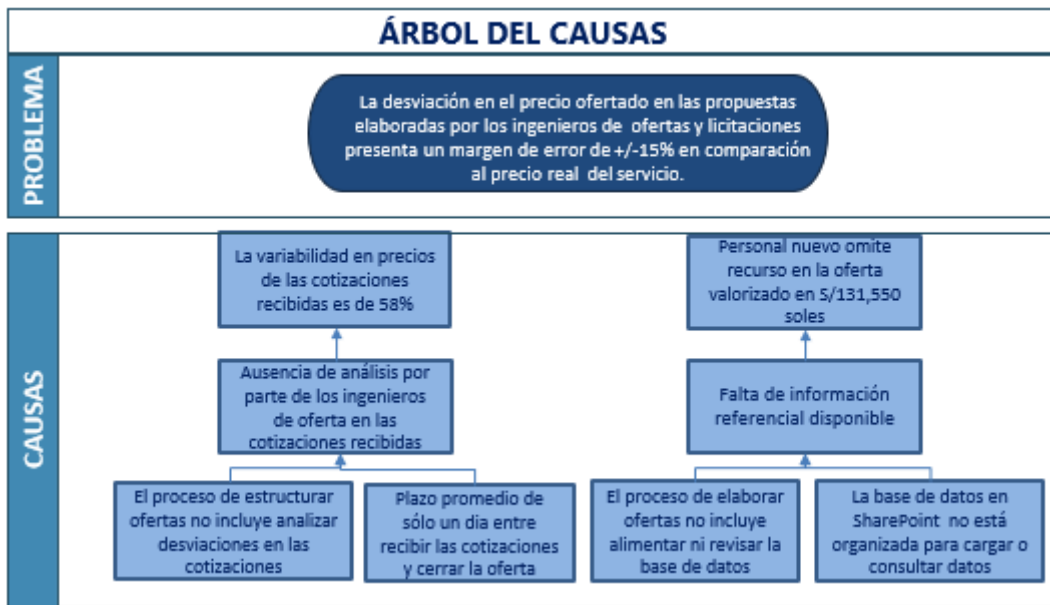 ÁRBOL DEL CAUSAS
PROBLEMA
La desviación en el precio ofertado en las propuestas
elaboradas por los ingenieros de ofertas y licitaciones
presenta un margen de error de +/-15% en comparación
al precio real del servicio.
CAUSAS
La variabilidad en precios
de las cotizaciones
recibidas es de 58%
Personal nuevo omite
recurso en la oferta
valorizado en S/131,550
soles
Ausencia de análisis por
parte de los ingenieros
de oferta en las
cotizaciones recibidas
Falta de información
referencial disponible
El proceso de estructurar
ofertas no incluye analizar
desviaciones en las
cotizaciones
Plazo promedio de
sólo un dia entre
recibir las cotizaciones
y cerrar la oferta
El proceso de elaborar
ofertas no incluye
alimentar ni revisar la
base de datos
La base de datos en
SharePoint no está
organizada para cargar o
consultar datos